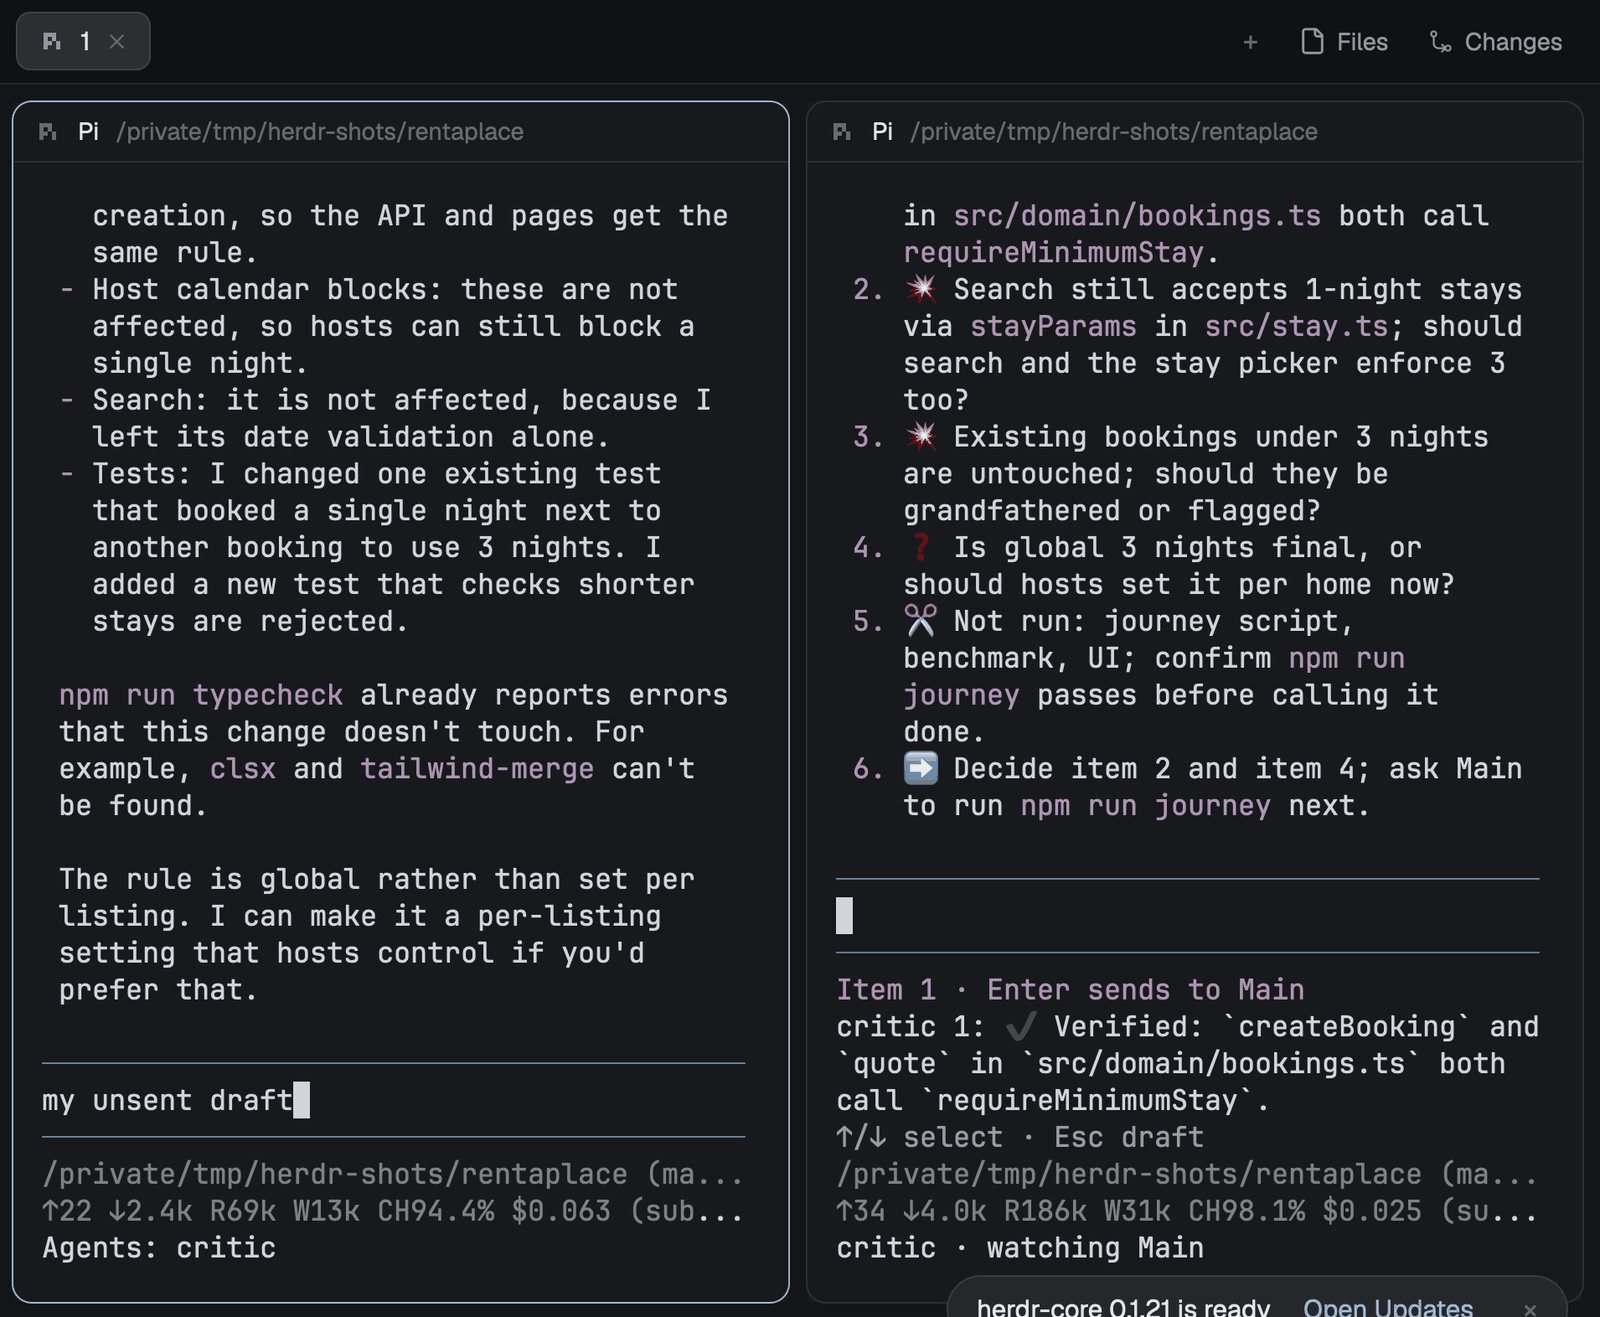 1 ×
+ Files Changes
Pi /private/tmp/herdr-shots/rentaplace
creation, so the API and pages get the
same rule.
- Host calendar blocks: these are not
affected, so hosts can still block a
single night.
- Search: it is not affected, because I
left its date validation alone.
- Tests: I changed one existing test
that booked a single night next to
another booking to use 3 nights. I
added a new test that checks shorter
stays are rejected.
npm run typecheck already reports errors
that this change doesn't touch. For
example, clsx and tailwind-merge can't
be found.
The rule is global rather than set per
listing. I can make it a per-listing
setting that hosts control if you'd
prefer that.
my unsent draft
/private/tmp/herdr-shots/rentaplace (ma...
↑22 ↓2.4k R69k W13k CH94.4% $0.063 (sub...
Agents: critic
Pi /private/tmp/herdr-shots/rentaplace
in src/domain/bookings.ts both call
requireMinimumStay.
2. 💥 Search still accepts 1-night stays
via stayParams in src/stay.ts; should
search and the stay picker enforce 3
too?
3. 💥 Existing bookings under 3 nights
are untouched; should they be
grandfathered or flagged?
4. ❓ Is global 3 nights final, or
should hosts set it per home now?
5. ✂️ Not run: journey script,
benchmark, UI; confirm npm run
journey passes before calling it
done.
6. ➡️ Decide item 2 and item 4; ask Main
to run npm run journey next.
Item 1 · Enter sends to Main
critic 1: ✔️ Verified: `createBooking` and
`quote` in `src/domain/bookings.ts` both
call `requireMinimumStay`.
↑/↓ select · Esc draft
/private/tmp/herdr-shots/rentaplace (ma...
↑34 ↓4.0k R186k W31k CH98.1% $0.025 (su...
critic · watching Main
herdr-core 0.1.21 is ready Open Updates ×